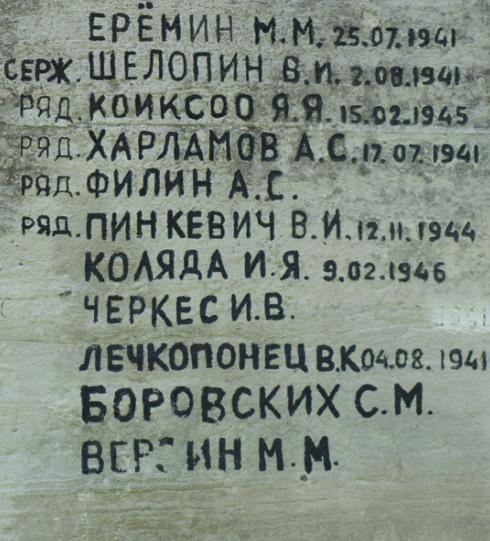 ЕРЁМИН М.М. 25.07.1941
СЕРЖ. ШЕЛОПИН В.И. 2.08.1941
РЯД. КОИКСОО Я.Я. 15.02.1945
РЯД. ХАРЛАМОВ А.С. 17.07.1941
РЯД. ФИЛИН А.С.
РЯД. ПИНКЕВИЧ В.И. 12.11.1944
КОЛЯДА И.Я. 9.02.1946
ЧЕРКЕС И.В. 1941
ЛЕЧКОПОНЕЦ В.К 04.08.1941
БОРОВСКИХ С.М.
М.М.